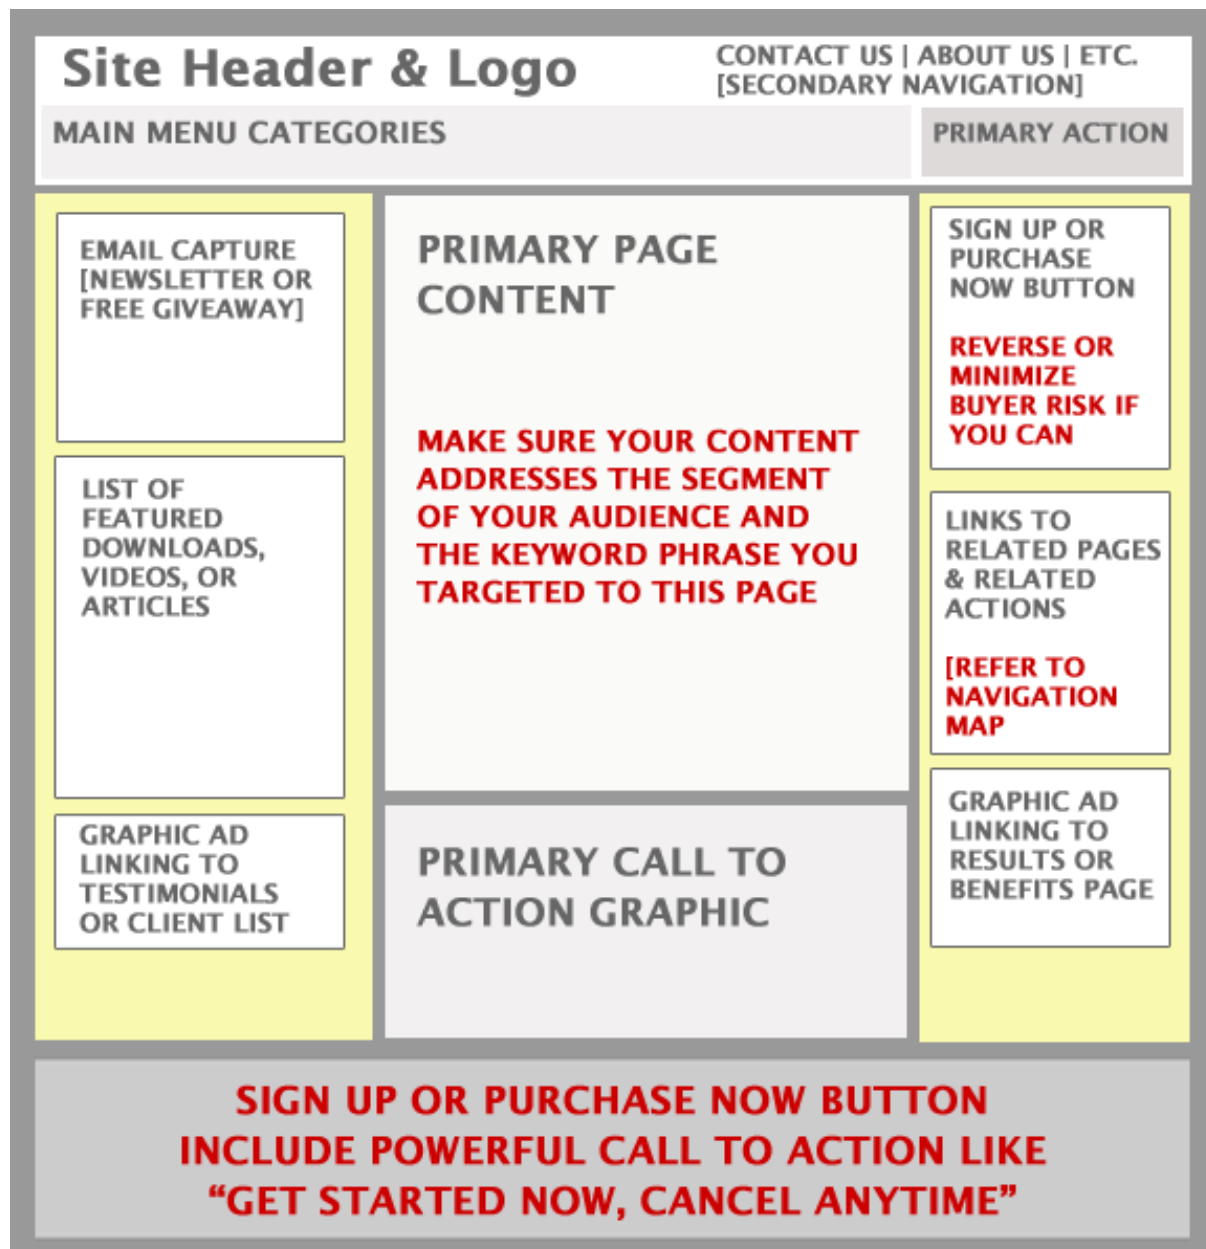 Site Header & Logo
CONTACT US | ABOUT US | ETC.
[SECONDARY NAVIGATION]
MAIN MENU CATEGORIES
PRIMARY ACTION
EMAIL CAPTURE
[NEWSLETTER OR
FREE GIVEAWAY]
LIST OF
FEATURED
DOWNLOADS,
VIDEOS, OR
ARTICLES
GRAPHIC AD
LINKING TO
TESTIMONIALS
OR CLIENT LIST
PRIMARY PAGE
CONTENT
MAKE SURE YOUR CONTENT
ADDRESSES THE SEGMENT
OF YOUR AUDIENCE AND
THE KEYWORD PHRASE YOU
TARGETED TO THIS PAGE
PRIMARY CALL TO
ACTION GRAPHIC
SIGN UP OR
PURCHASE
NOW BUTTON
REVERSE OR
MINIMIZE
BUYER RISK IF
YOU CAN
LINKS TO
RELATED PAGES
& RELATED
ACTIONS
[REFER TO
NAVIGATION
MAP
GRAPHIC AD
LINKING TO
RESULTS OR
BENEFITS PAGE
SIGN UP OR PURCHASE NOW BUTTON
INCLUDE POWERFUL CALL TO ACTION LIKE
“GET STARTED NOW, CANCEL ANYTIME”